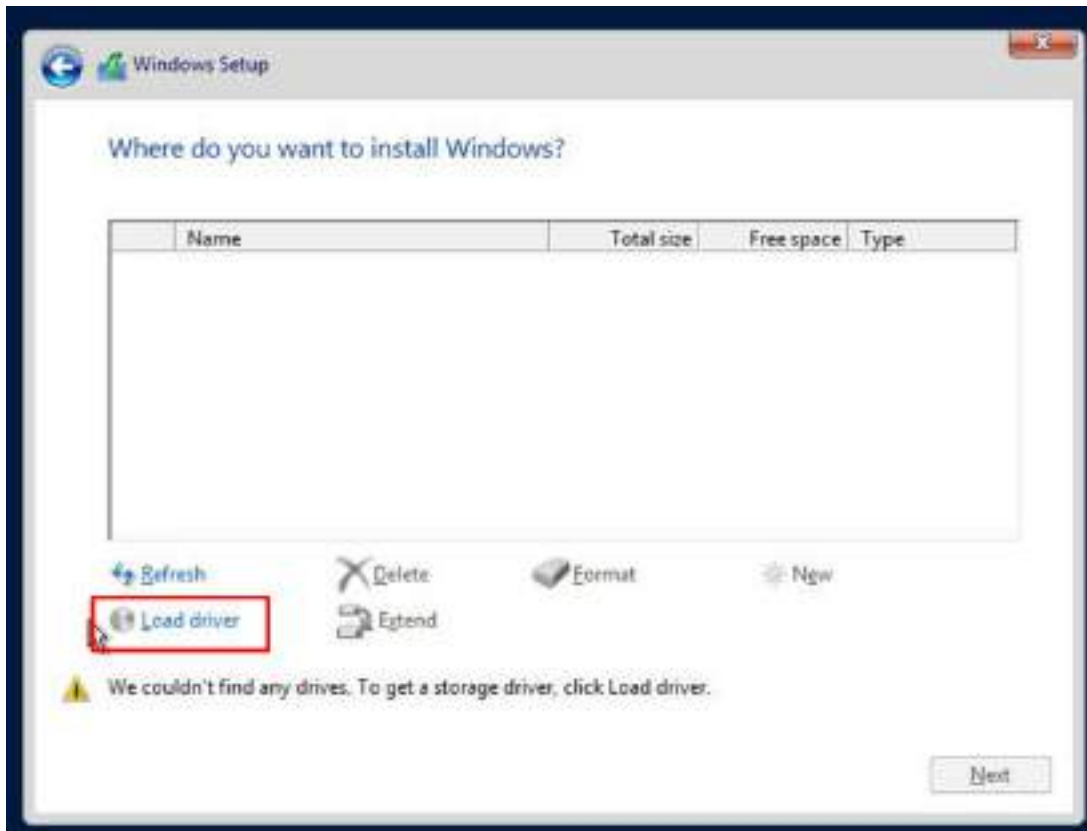 Windows Setup
Where do you want to install Windows?
Name Total size Free space Type
Refresh Delete Format New
Load driver Extend
We couldn't find any drives. To get a storage driver, click Load driver.
Next